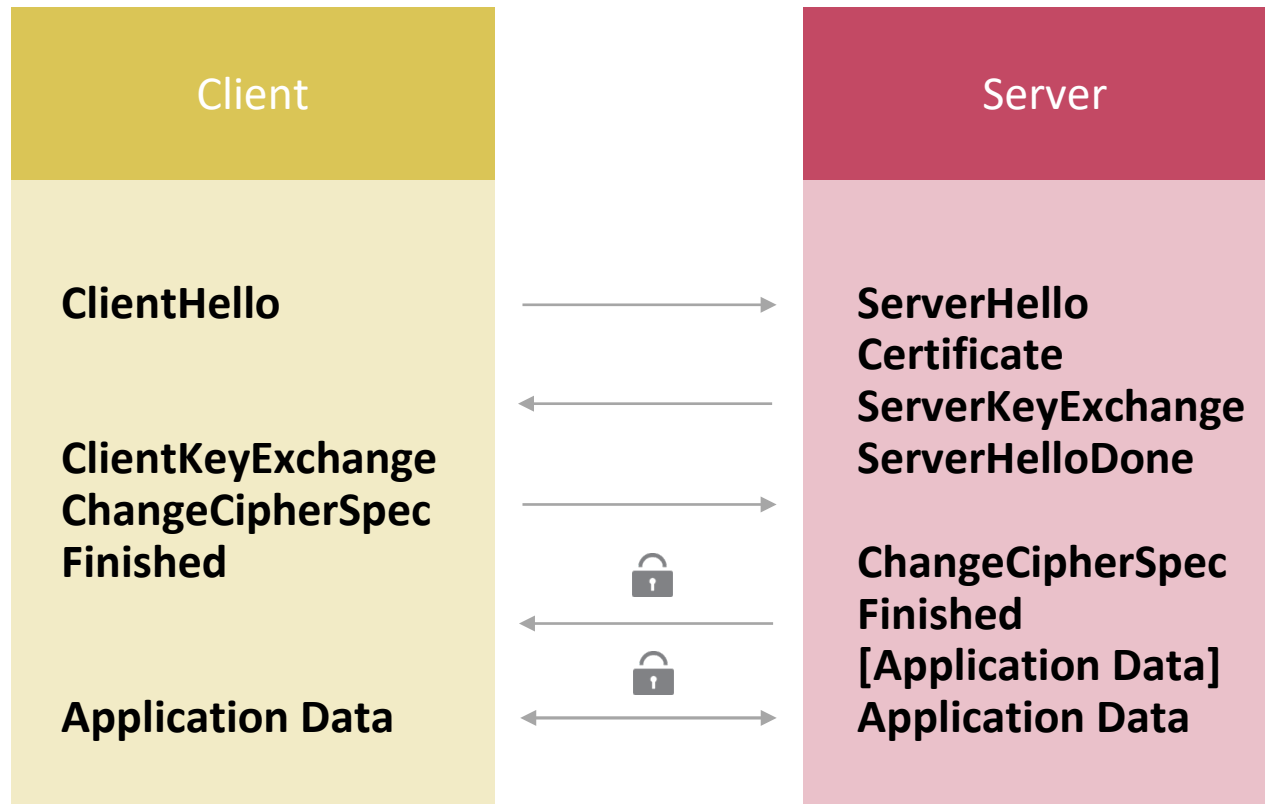 Client
Server
ClientHello
ClientKeyExchange
ChangeCipherSpec
Finished
Application Data
ServerHello
Certificate
ServerKeyExchange
ServerHelloDone
ChangeCipherSpec
Finished
[Application Data]
Application Data